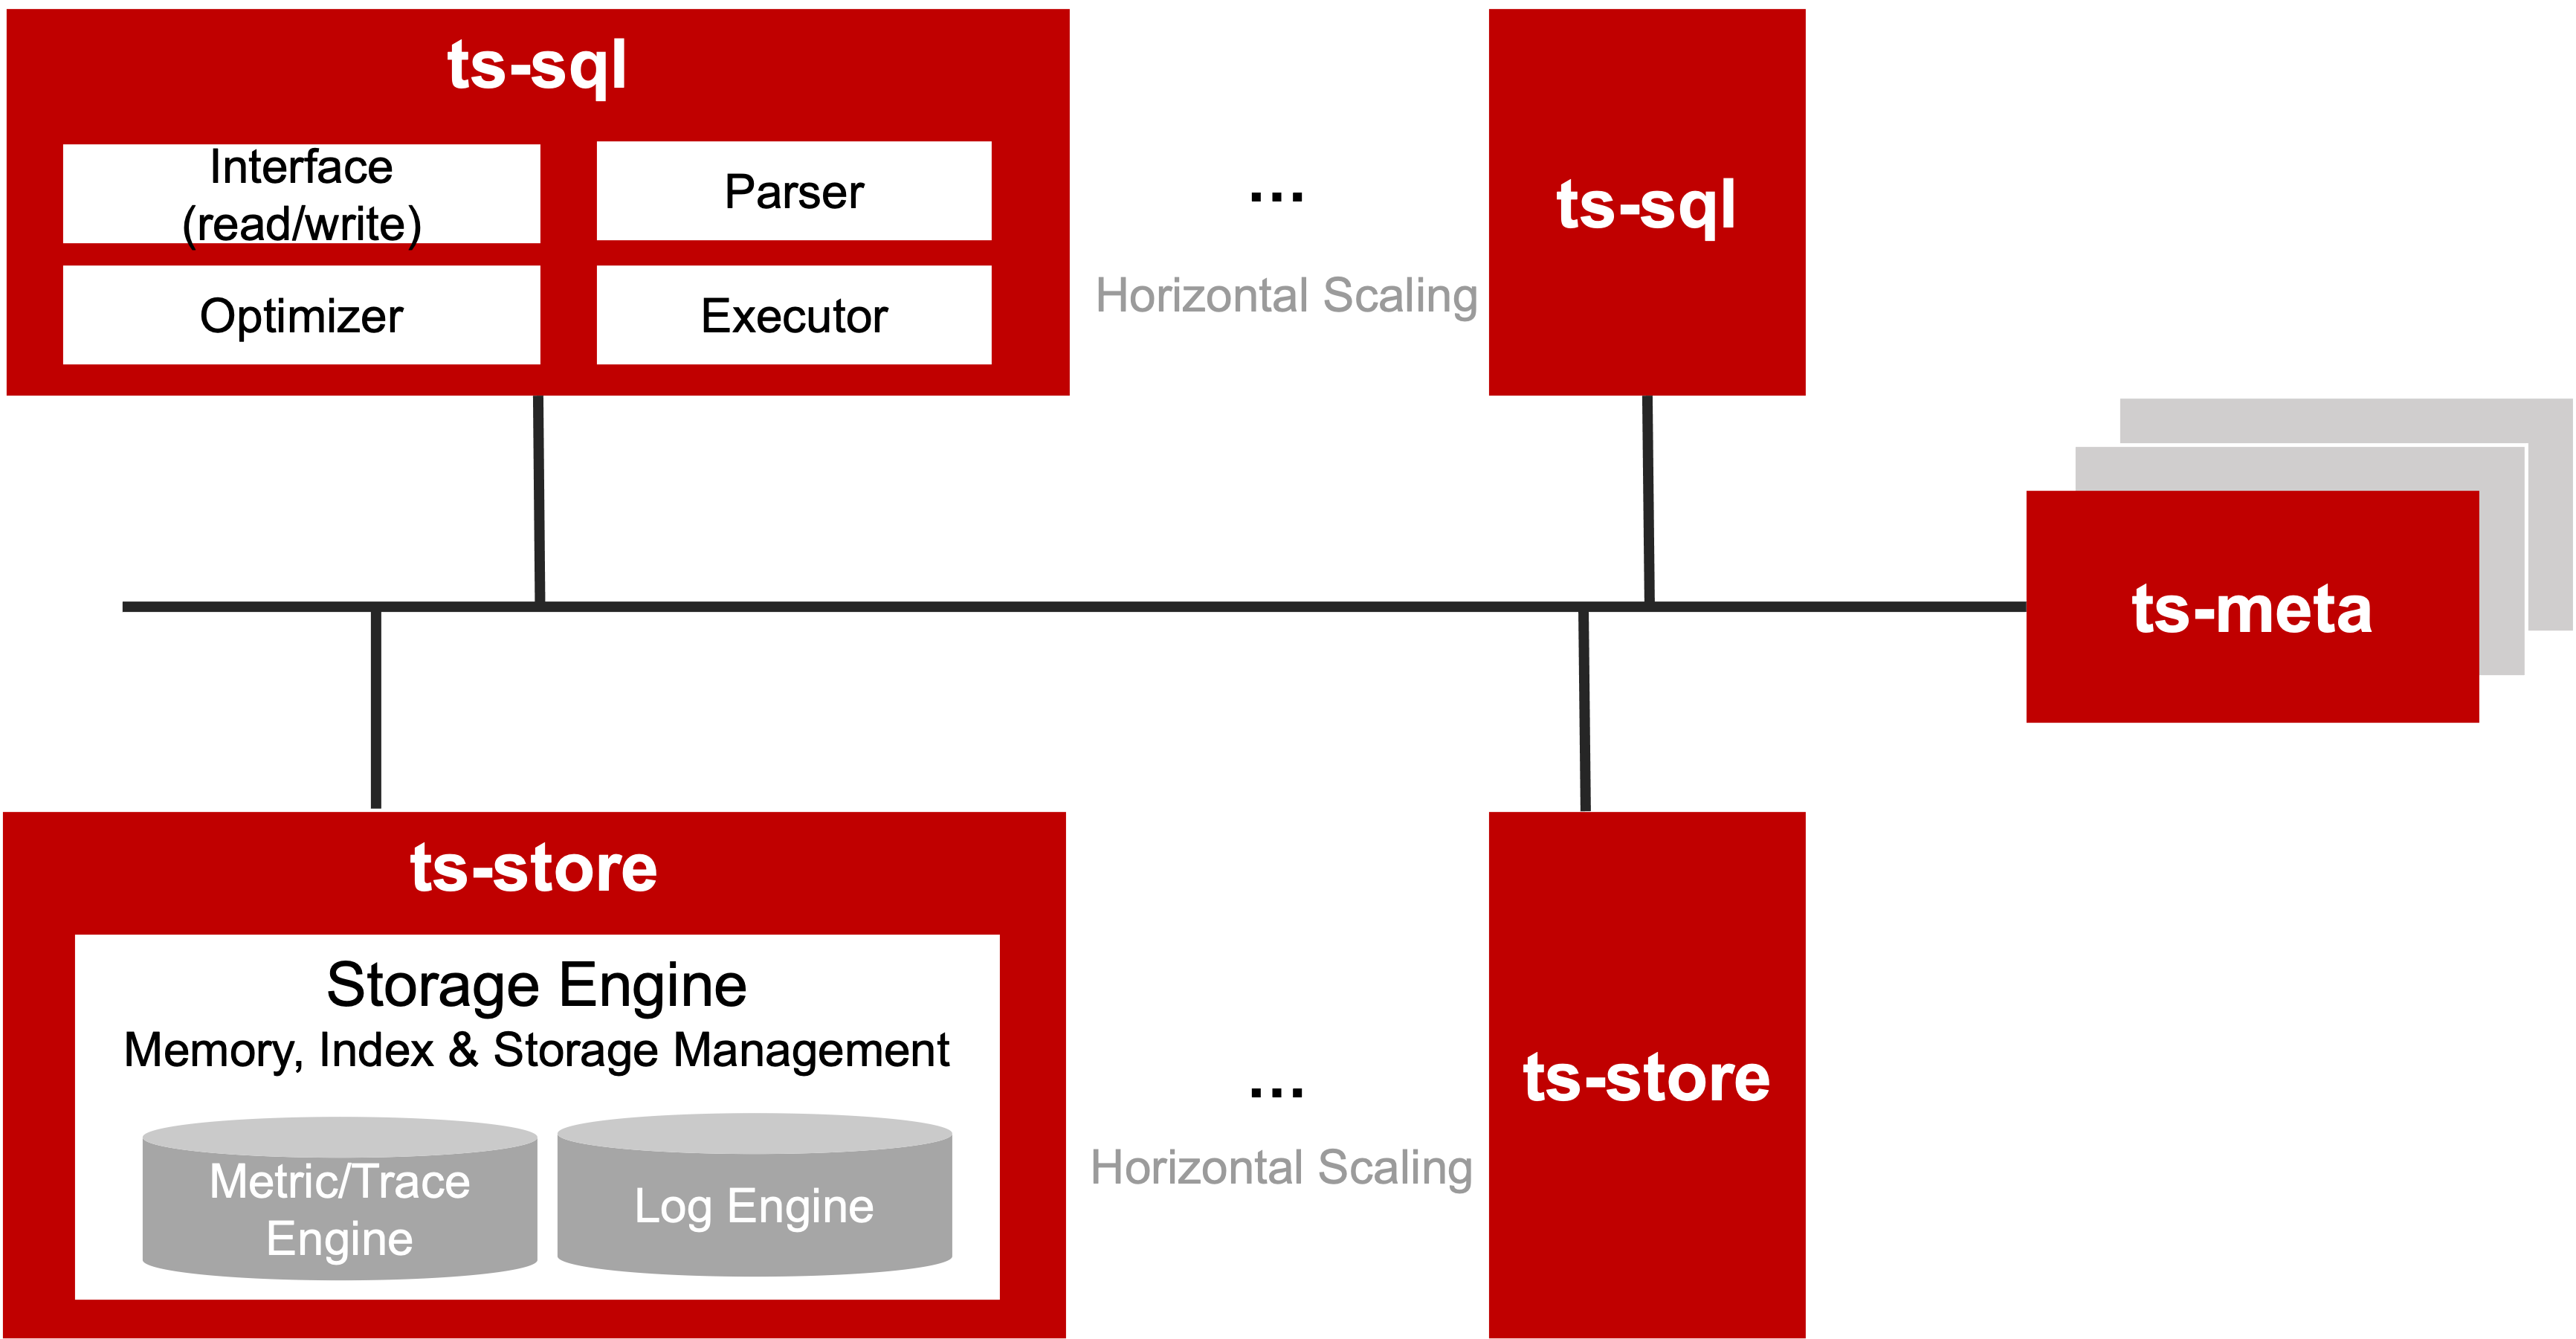 ts-sql
Interface
(read/write)
Parser
Optimizer
Executor
...
Horizontal Scaling
ts-sql
ts-meta
ts-store
Storage Engine
Memory, Index & Storage Management
Metric/Trace
Engine
Log Engine
...
Horizontal Scaling
ts-store